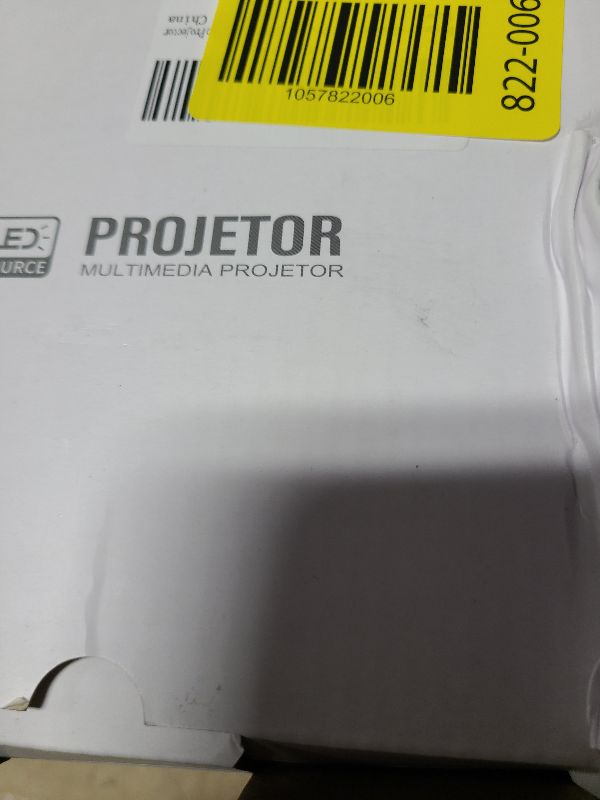 China
1057822006
822-006
LED
PROJETOR
MULTIMEDIA PROJETOR